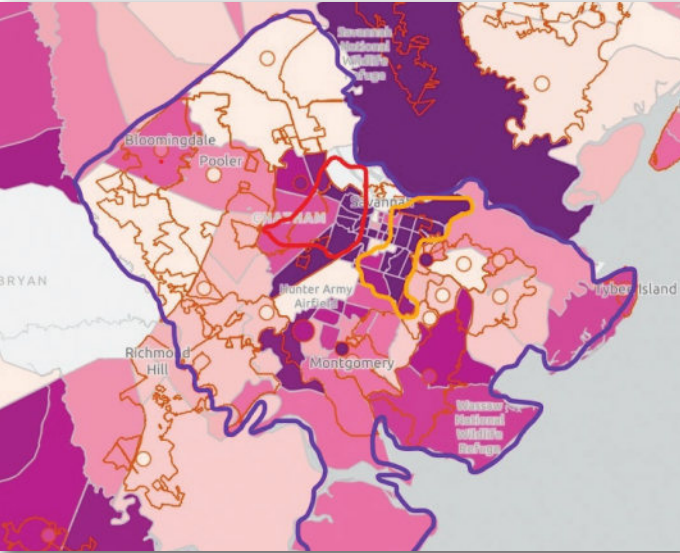 Savannah
National
Wildlife
efuge
Bloomingdale
Pooler
Savannah
CHATHAM
BRYAN
Hunter Army
Airfield
Tybee Island
Richmond
Hill
Montgomery
Wassaw
National
Wildlife
Refuge